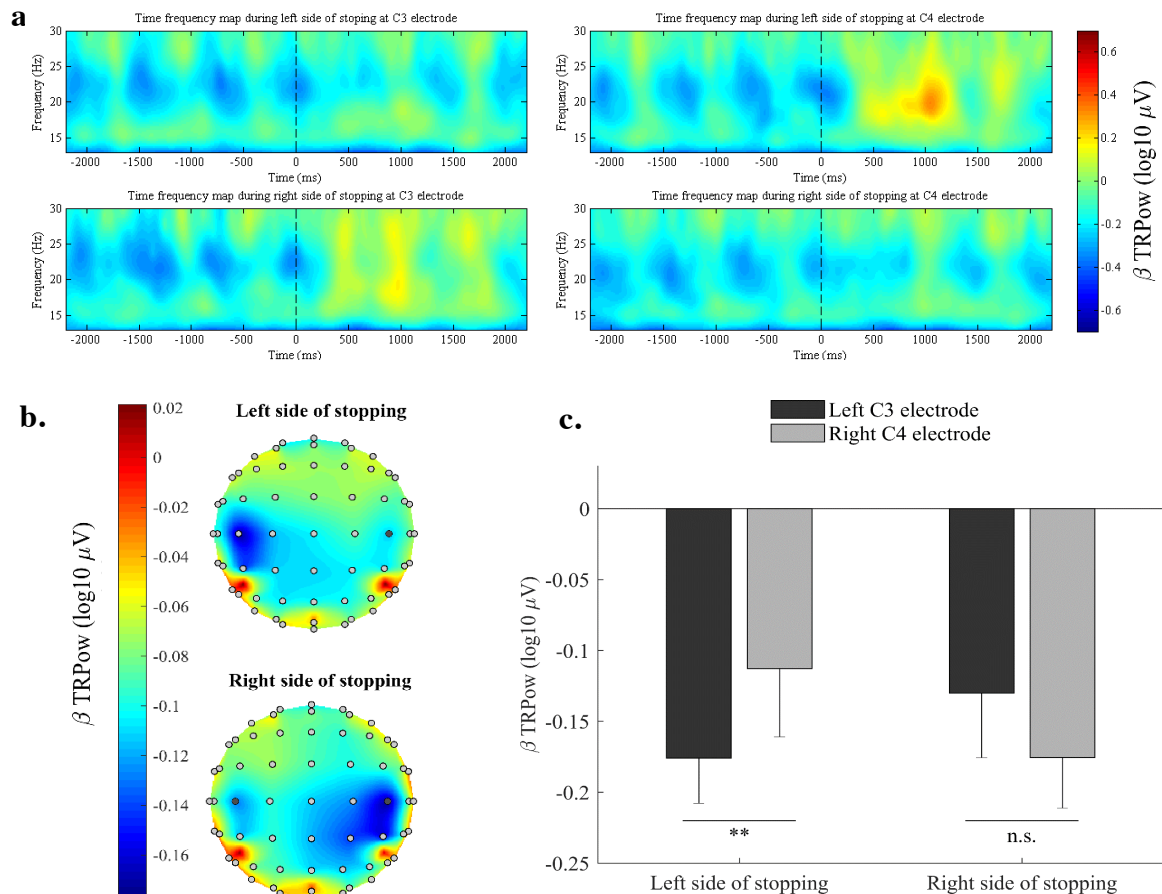 a
Time frequency map during left side of stoping at C3 electrode
Frequency (Hz)
30
25
20
15
-2000 -1500 -1000 -500 0 500 1000 1500 2000
Time (ms)
Time frequency map during left side of stopping at C4 electrode
Frequency (Hz)
30
25
20
15
-2000 -1500 -1000 -500 0 500 1000 1500 2000
Time (ms)
Time frequency map during right side of stopping at C3 electrode
Frequency (Hz)
30
25
20
15
-2000 -1500 -1000 -500 0 500 1000 1500 2000
Time (ms)
Time frequency map during right side of stopping at C4 electrode
Frequency (Hz)
30
25
20
15
-2000 -1500 -1000 -500 0 500 1000 1500 2000
Time (ms)
0.6
0.4
0.2
0
-0.2
-0.4
-0.6
β TRPow (log10 μV)
b.
0.02
0
-0.02
-0.04
-0.06
-0.08
-0.1
-0.12
-0.14
-0.16
β TRPow (log10 μV)
Left side of stopping
Right side of stopping
c.
Left C3 electrode
Right C4 electrode
β TRPow (log10 μV)
0
-0.05
-0.1
-0.15
-0.2
-0.25
**
n.s.
Left side of stopping
Right side of stopping